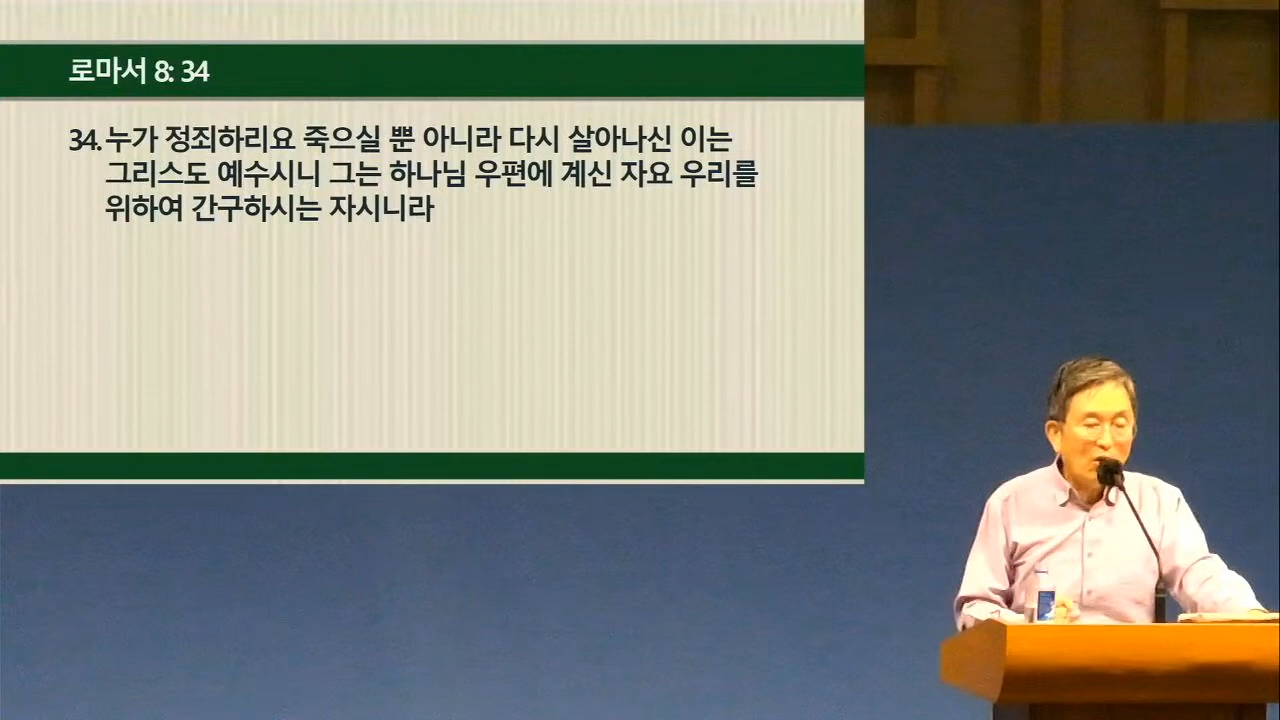 로마서 8: 34
34. 누가 정죄하리요 죽으실 뿐 아니라 다시 살아나신 이는
그리스도 예수시니 그는 하나님 우편에 계신 자요 우리를
위하여 간구하시는 자시니라